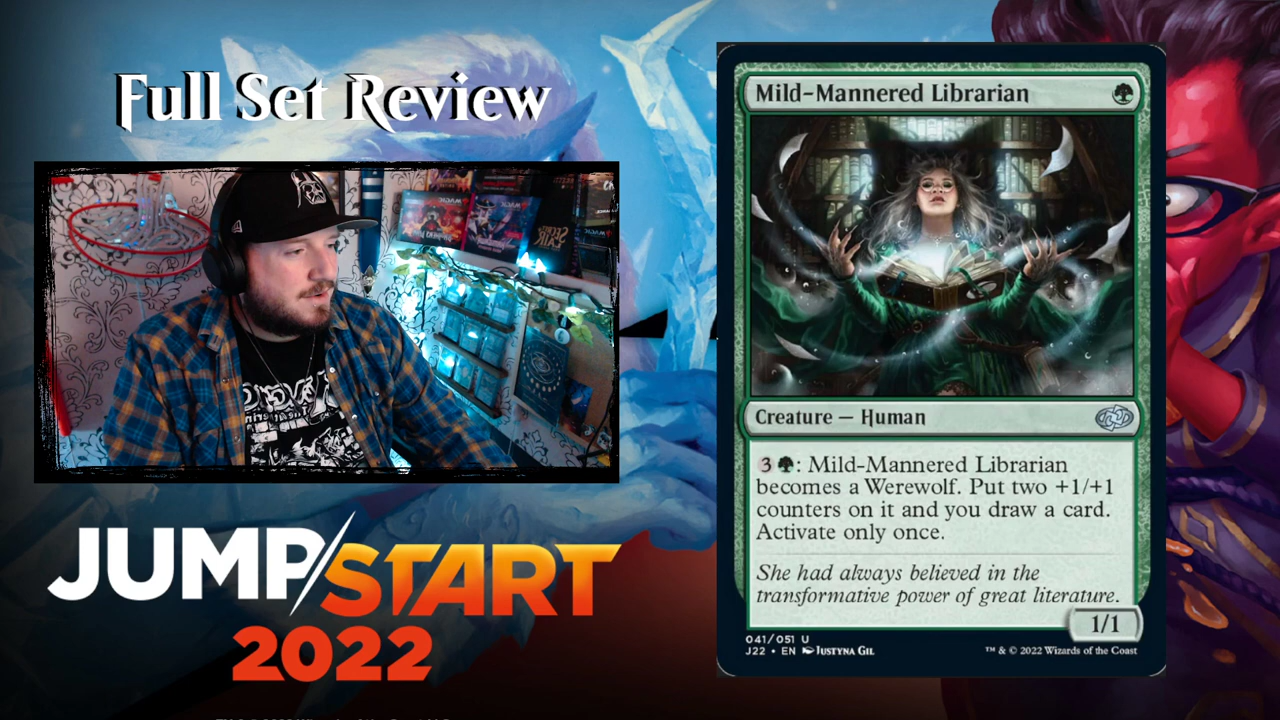 Full Set Review
JUMP/START
2022
Mild-Mannered Librarian
Creature — Human
3: Mild-Mannered Librarian
becomes a Werewolf. Put two +1/+1
counters on it and you draw a card.
Activate only once.
She had always believed in the
transformative power of great literature.
1/1
041/051 U
J22 • EN Justyna Gil
™ & © 2022 Wizards of the Coast